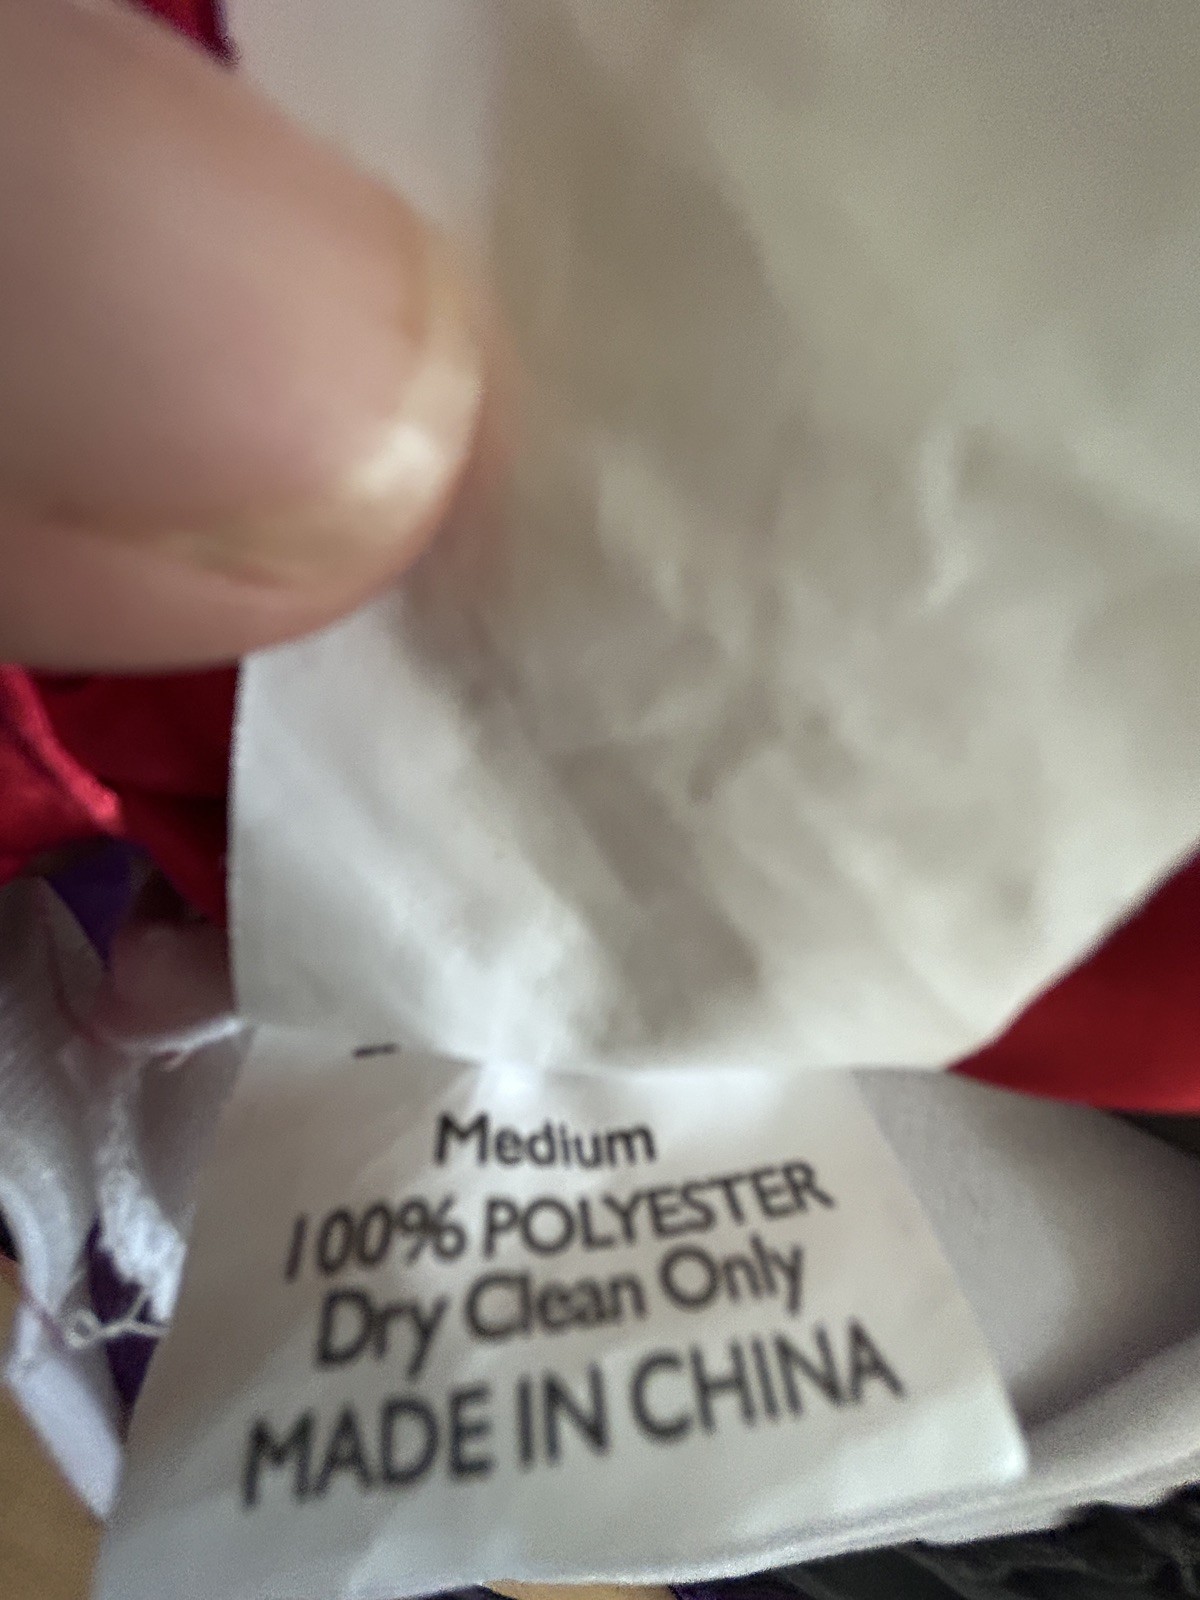 Medium
100% POLYESTER
Dry Clean Only
MADE IN CHINA